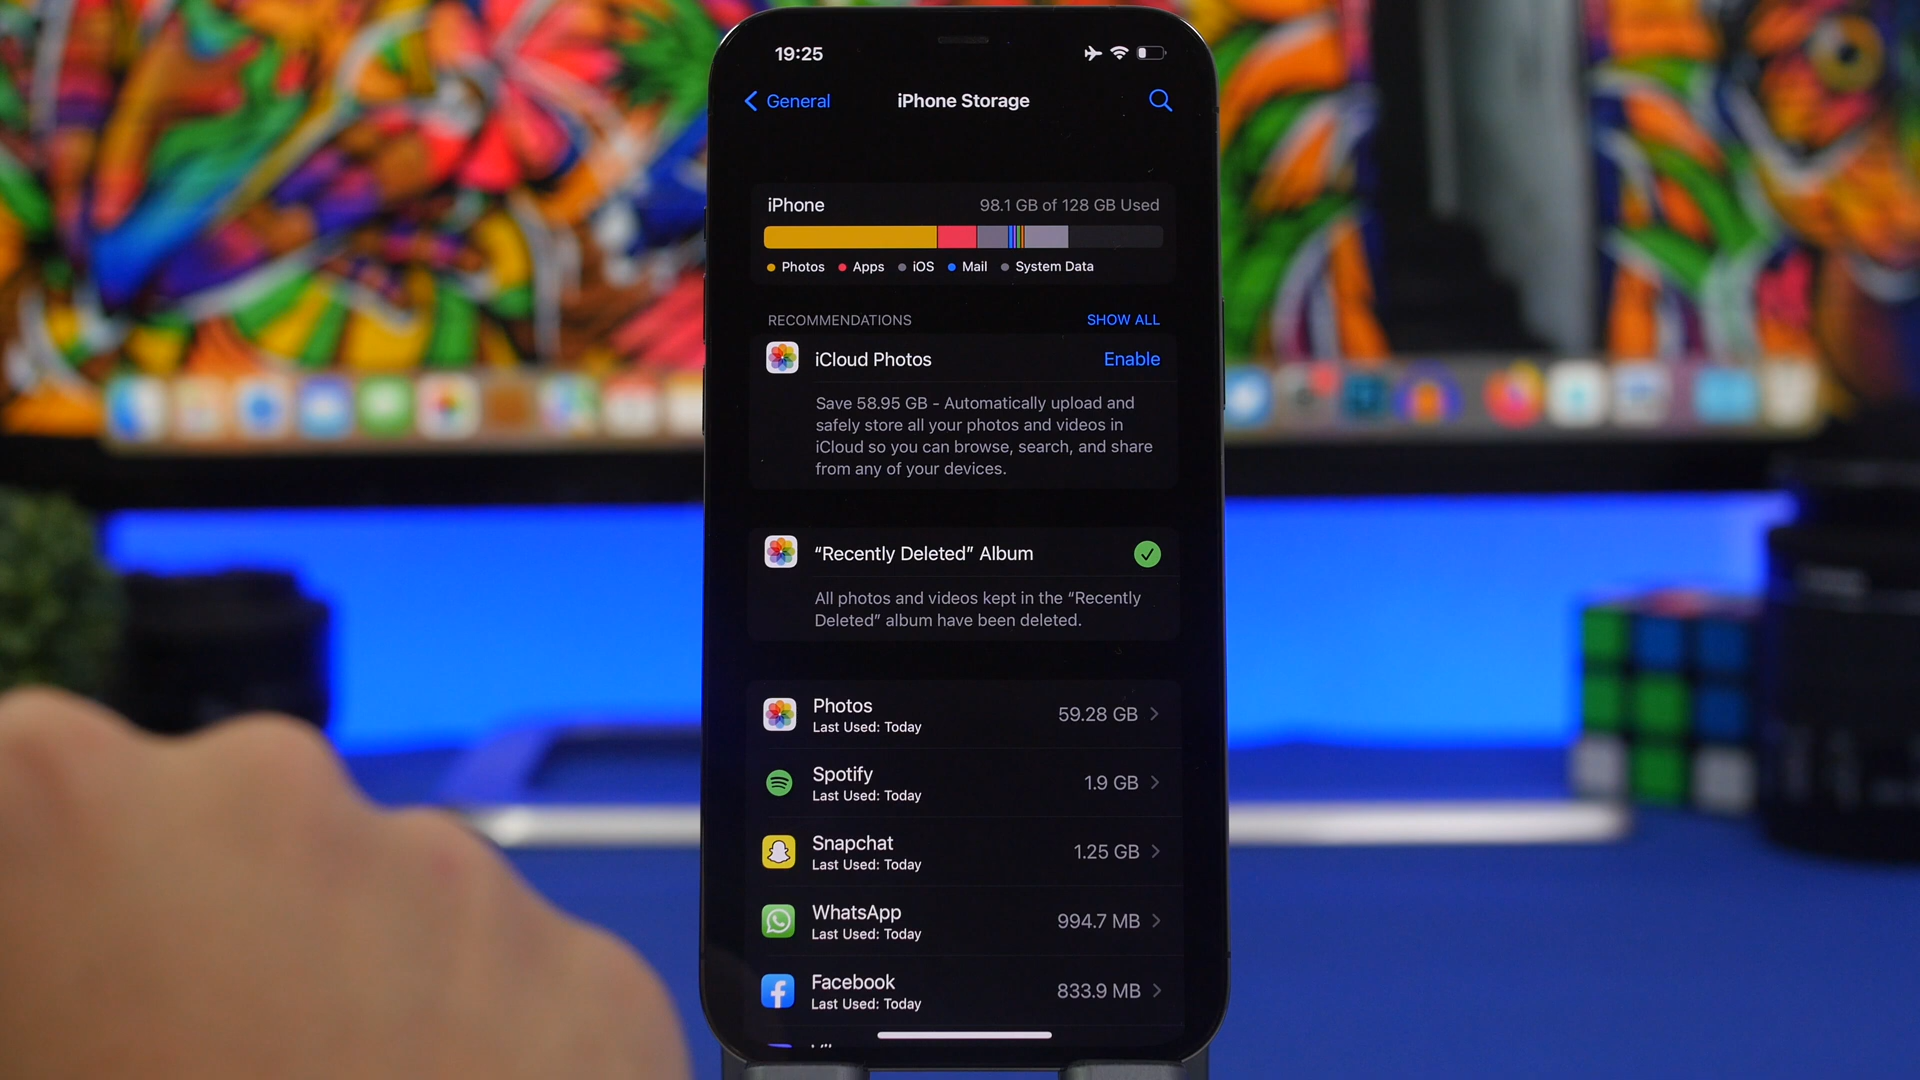 19:25
General
iPhone Storage
iPhone
98.1 GB of 128 GB Used
Photos
Apps
iOS
Mail
System Data
RECOMMENDATIONS
SHOW ALL
iCloud Photos
Enable
Save 58.95 GB - Automatically upload and
safely store all your photos and videos in
iCloud so you can browse, search, and share
from any of your devices.
“Recently Deleted” Album
All photos and videos kept in the “Recently
Deleted” album have been deleted.
Photos
Last Used: Today
59.28 GB
Spotify
Last Used: Today
1.9 GB
Snapchat
Last Used: Today
1.25 GB
WhatsApp
Last Used: Today
994.7 MB
Facebook
Last Used: Today
833.9 MB